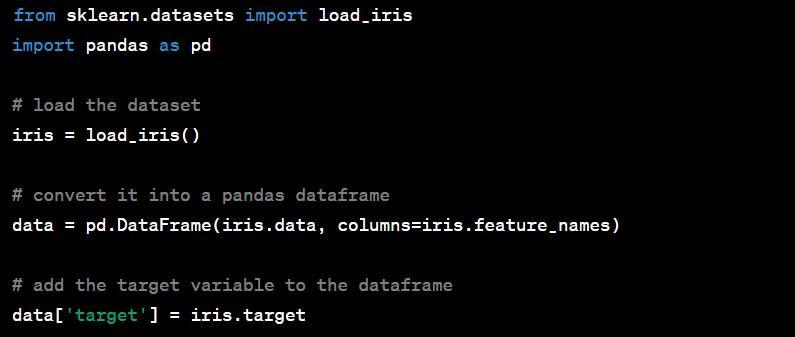 from sklearn.datasets import load_iris
import pandas as pd
# load the dataset
iris = load_iris()
# convert it into a pandas dataframe
data = pd.DataFrame(iris.data, columns=iris.feature_names)
# add the target variable to the dataframe
data['target'] = iris.target